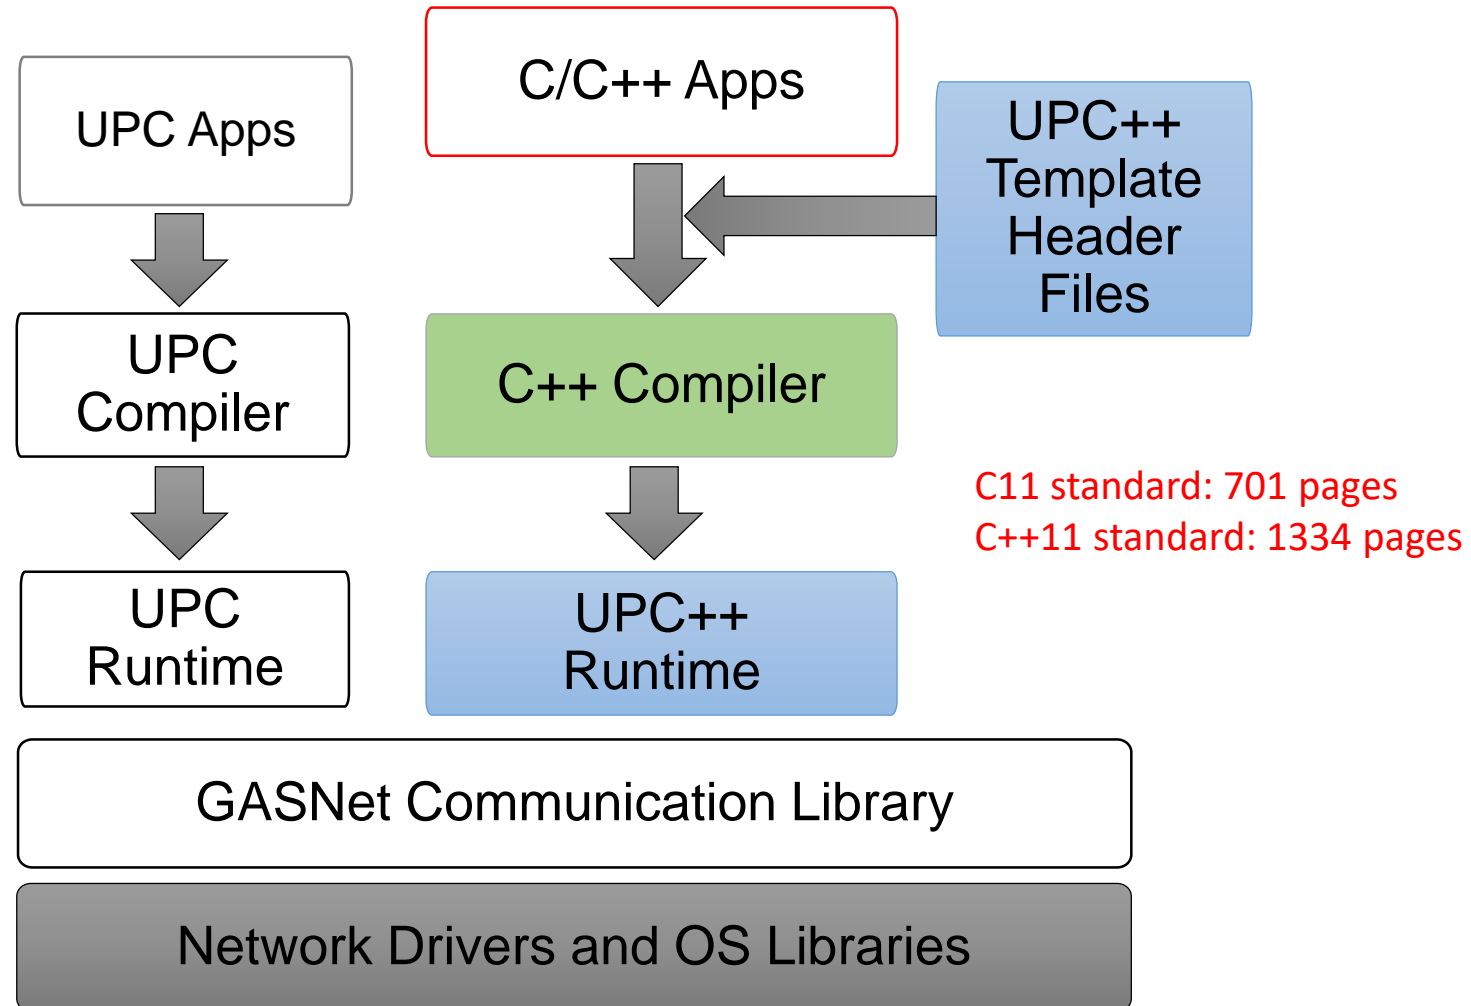 UPC Apps
C/C++ Apps
UPC++
Template
Header
Files
UPC
Compiler
C++ Compiler
C11 standard: 701 pages
C++11 standard: 1334 pages
UPC
Runtime
UPC++
Runtime
GASNet Communication Library
Network Drivers and OS Libraries